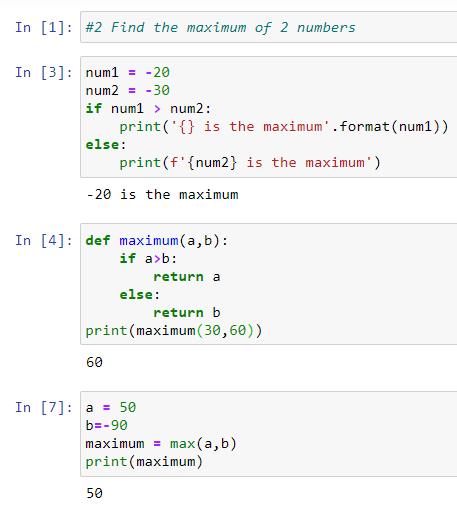 In [1]: #2 Find the maximum of 2 numbers
In [3]: num1 = -20
num2 = -30
if num1 > num2:
    print('{} is the maximum'.format(num1))
else:
    print(f'{num2} is the maximum')
-20 is the maximum
In [4]: def maximum(a,b):
    if a>b:
        return a
    else:
        return b
print(maximum(30,60))
60
In [7]: a = 50
b=-90
maximum = max(a,b)
print(maximum)
50